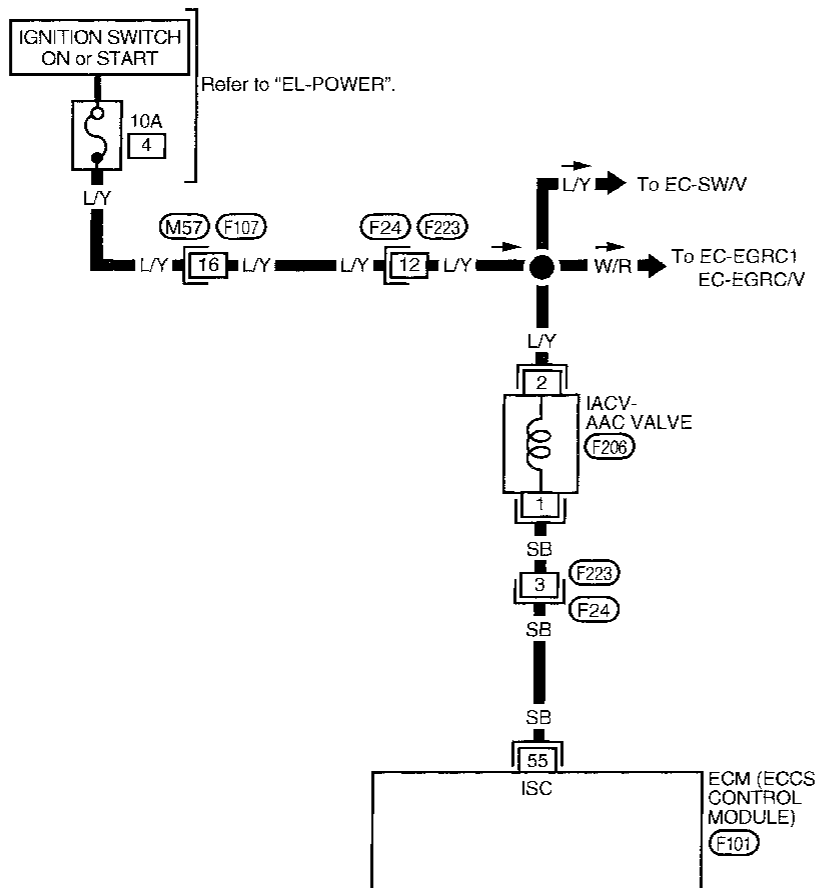 IGNITION SWITCH
ON or START
Refer to "EL-POWER".
10A
4
L/Y
L/Y
To EC-SW/V
M57
F107
F24
F223
L/Y
16
L/Y
L/Y
12
L/Y
W/R
To EC-EGRC1
EC-EGRC/V
L/Y
2
IACV-
AAC VALVE
F206
1
SB
3
F223
F24
SB
SB
55
ISC
ECM (ECCS
CONTROL
MODULE)
F101